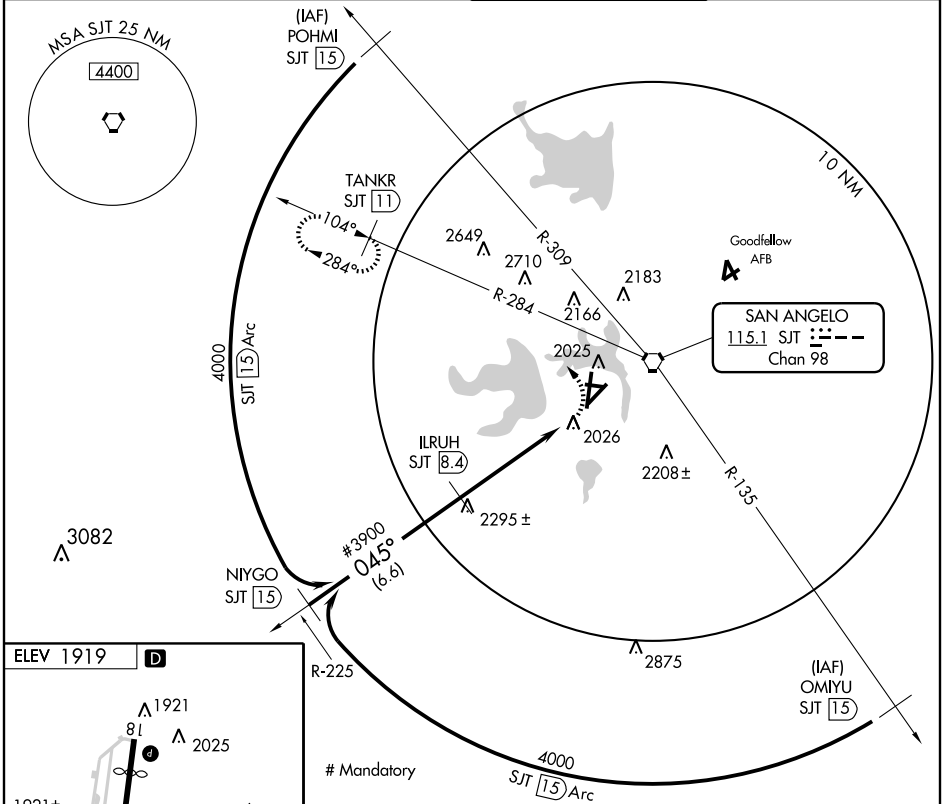 MSA SJT 25 NM
4400
(IAF)
POHMI
SJT 15
10 NM
TANKR
SJT 11
104°
284°
2649
2710
R-309
R-284
2166
2183
Goodfellow
AFB
SAN ANGELO
115.1 SJT
Chan 98
2025
4000
SJT 15 Arc
2026
ILRUH
SJT 8.4
2208±
R-135
2295±
3082
#3900
045°
(6.6)
NIYGO
SJT 15
R-225
2875
(IAF)
OMIYU
SJT 15
4000
SJT 15 Arc
# Mandatory
ELEV 1919 D
1921
18
2025
P